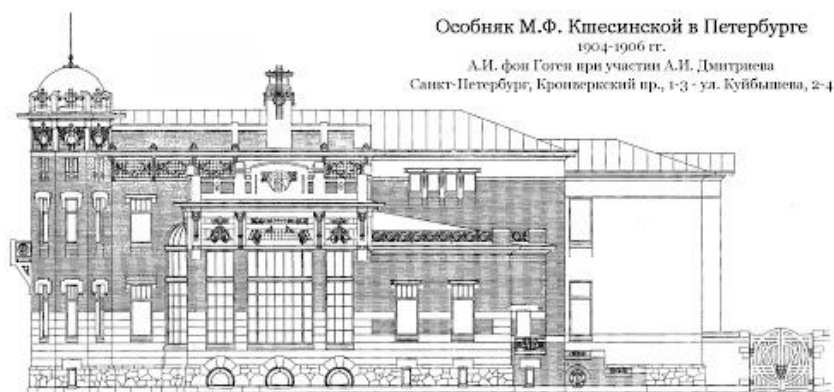 Особняк М.Ф. Кшесинской в Петербурге
1904-1906 гг.
А.И. фон Гоген при участии А.И. Дмитриева
Санкт-Петербург, Кронверкский пр., 1-3 - ул. Куйбышева, 2-4